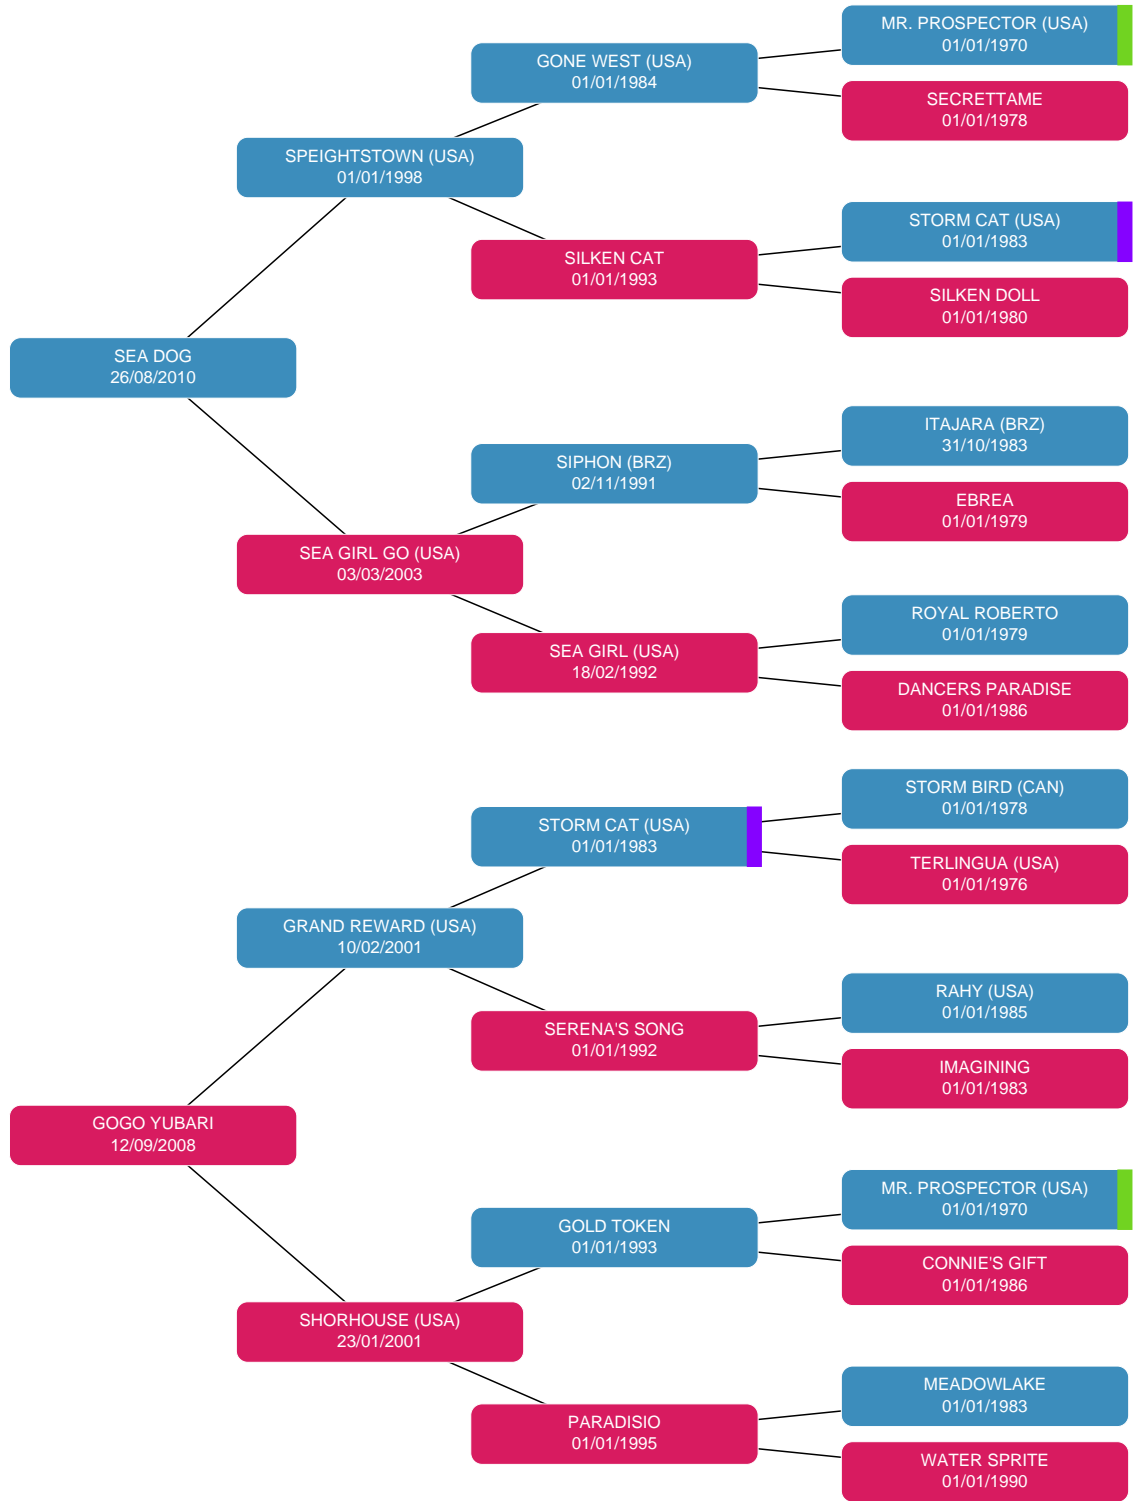 MR. PROSPECTOR (USA)
01/01/1970
GONE WEST (USA)
01/01/1984
SECRETTAME
01/01/1978
SPEIGHTSTOWN (USA)
01/01/1998
STORM CAT (USA)
01/01/1983
SILKEN CAT
01/01/1993
SILKEN DOLL
01/01/1980
SEA DOG
26/08/2010
ITAJARA (BRZ)
31/10/1983
SIPHON (BRZ)
02/11/1991
EBREA
01/01/1979
SEA GIRL GO (USA)
03/03/2003
ROYAL ROBERTO
01/01/1979
SEA GIRL (USA)
18/02/1992
DANCERS PARADISE
01/01/1986
STORM BIRD (CAN)
01/01/1978
STORM CAT (USA)
01/01/1983
TERLINGUA (USA)
01/01/1976
GRAND REWARD (USA)
10/02/2001
RAHY (USA)
01/01/1985
SERENA'S SONG
01/01/1992
IMAGINING
01/01/1983
GOGO YUBARI
12/09/2008
MR. PROSPECTOR (USA)
01/01/1970
GOLD TOKEN
01/01/1993
CONNIE'S GIFT
01/01/1986
SHORHOUSE (USA)
23/01/2001
MEADOWLAKE
01/01/1983
PARADISIO
01/01/1995
WATER SPRITE
01/01/1990